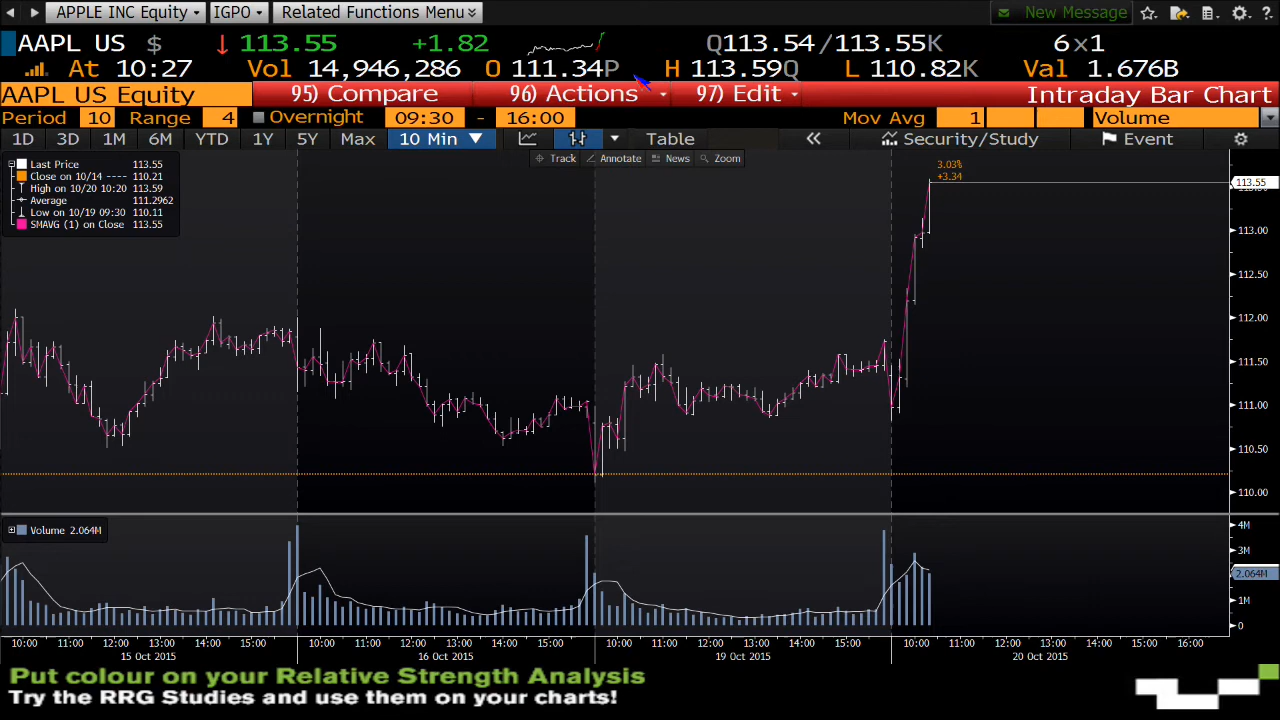 APPLE INC Equity IGPO Related Functions Menu New Message
AAPL US $ 113.55 +1.82 Q113.54/113.55K 6x1
At 10:27 Vol 14,946,286 O 111.34P H 113.59Q L 110.82K Val 1.676B
AAPL US Equity 95) Compare 96) Actions 97) Edit Intraday Bar Chart
Period 10 Range 4 Overnight 09:30 - 16:00 Mov Avg 1 Volume
1D 3D 1M 6M YTD 1Y 5Y Max 10 Min Table Security/Study Event
Track Annotate News Zoom
Last Price 113.55
Close on 10/14 ---- 110.21
High on 10/20 10:20 113.59
Average 111.2962
Low on 10/19 09:30 110.11
SMAVG (1) on Close 113.55
3.03%
+3.34
113.55
113.00
112.50
112.00
111.50
111.00
110.50
110.00
Volume 2.064M
4M
3M
2.064M
1M
0
10:00 11:00 12:00 13:00 14:00 15:00 10:00 11:00 12:00 13:00 14:00 15:00 10:00 11:00 12:00 13:00 14:00 15:00 10:00 11:00 12:00 13:00 14:00 15:00 16:00
15 Oct 2015 16 Oct 2015 19 Oct 2015 20 Oct 2015
Put colour on your Relative Strength Analysis
Try the RRG Studies and use them on your charts!